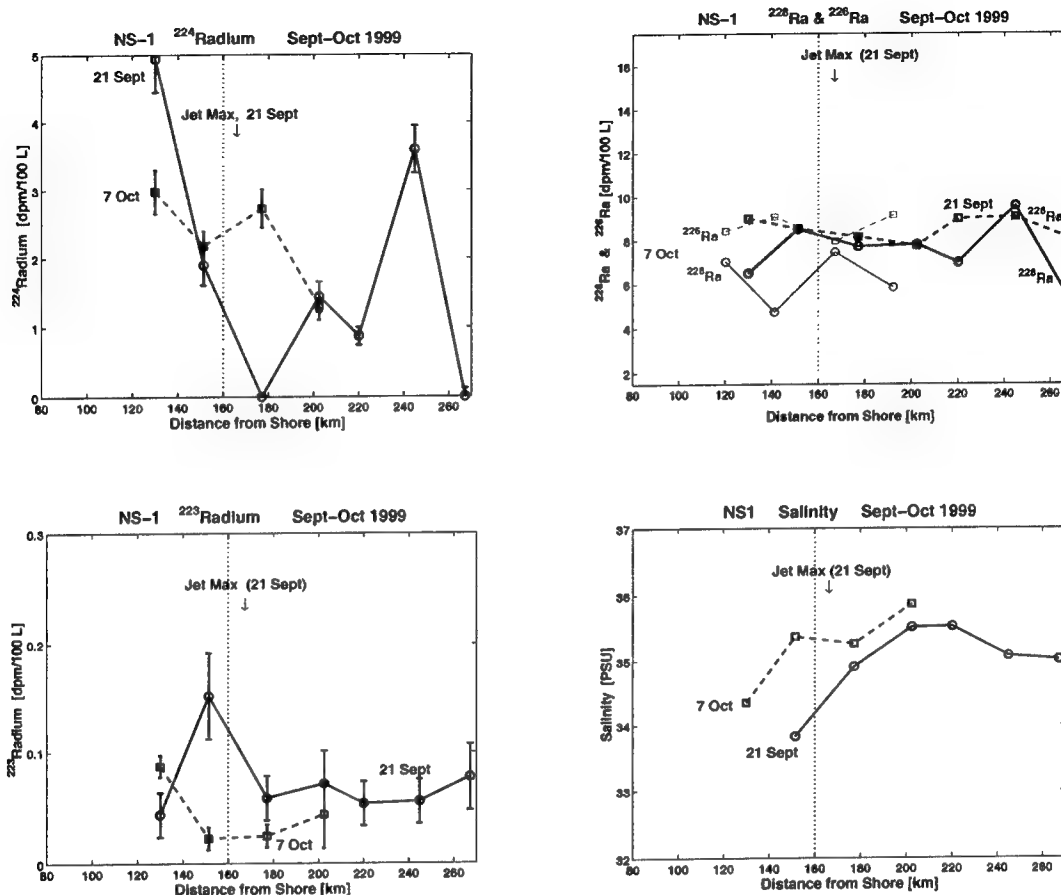 NS-1 224Radium Sept-Oct 1999
5
4
3
2
1
0
224Radium [dpm/100 L]
21 Sept
Jet Max, 21 Sept
↓
7 Oct
80 100 120 140 160 180 200 220 240 260
Distance from Shore [km]
NS-1 228Ra & 226Ra Sept-Oct 1999
16
14
12
10
8
6
4
2
Jet Max (21 Sept)
↓
21 Sept
226Ra
7 Oct
228Ra
80 100 120 140 160 180 200 220 240 260
Distance from Shore [km]
NS-1 223Radium Sept-Oct 1999
0.3
0.2
0.1
0
223Radium [dpm/100 L]
Jet Max (21 Sept)
↓
21 Sept
7 Oct
80 100 120 140 160 180 200 220 240 260
Distance from Shore [km]
NS1 Salinity Sept-Oct 1999
37
36
35
34
33
32
Salinity [PSU]
Jet Max (21 Sept)
↓
7 Oct
21 Sept
80 100 120 140 160 180 200 220 240 260
Distance from Shore [km]